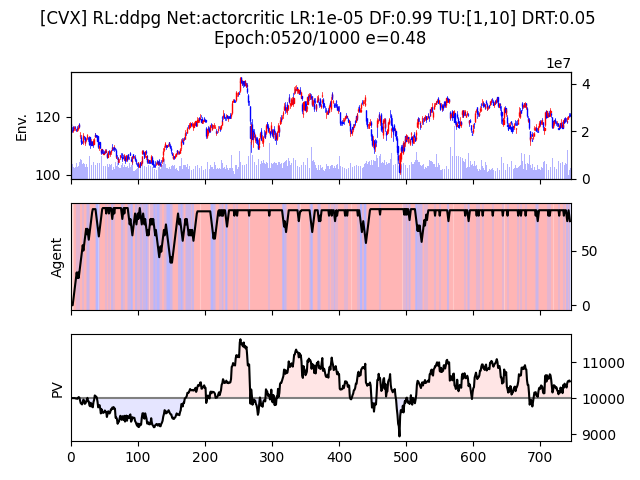 [CVX] RL:ddpg Net:actorcritic LR:1e-05 DF:0.99 TU:[1,10] DRT:0.05
Epoch:0520/1000 e=0.48
1e7
Env.
120
100
4
2
0
Agent
50
0
PV
11000
10000
9000
0 100 200 300 400 500 600 700